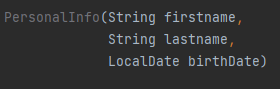 PersonalInfo(String firstname,
String lastname,
LocalDate birthDate)